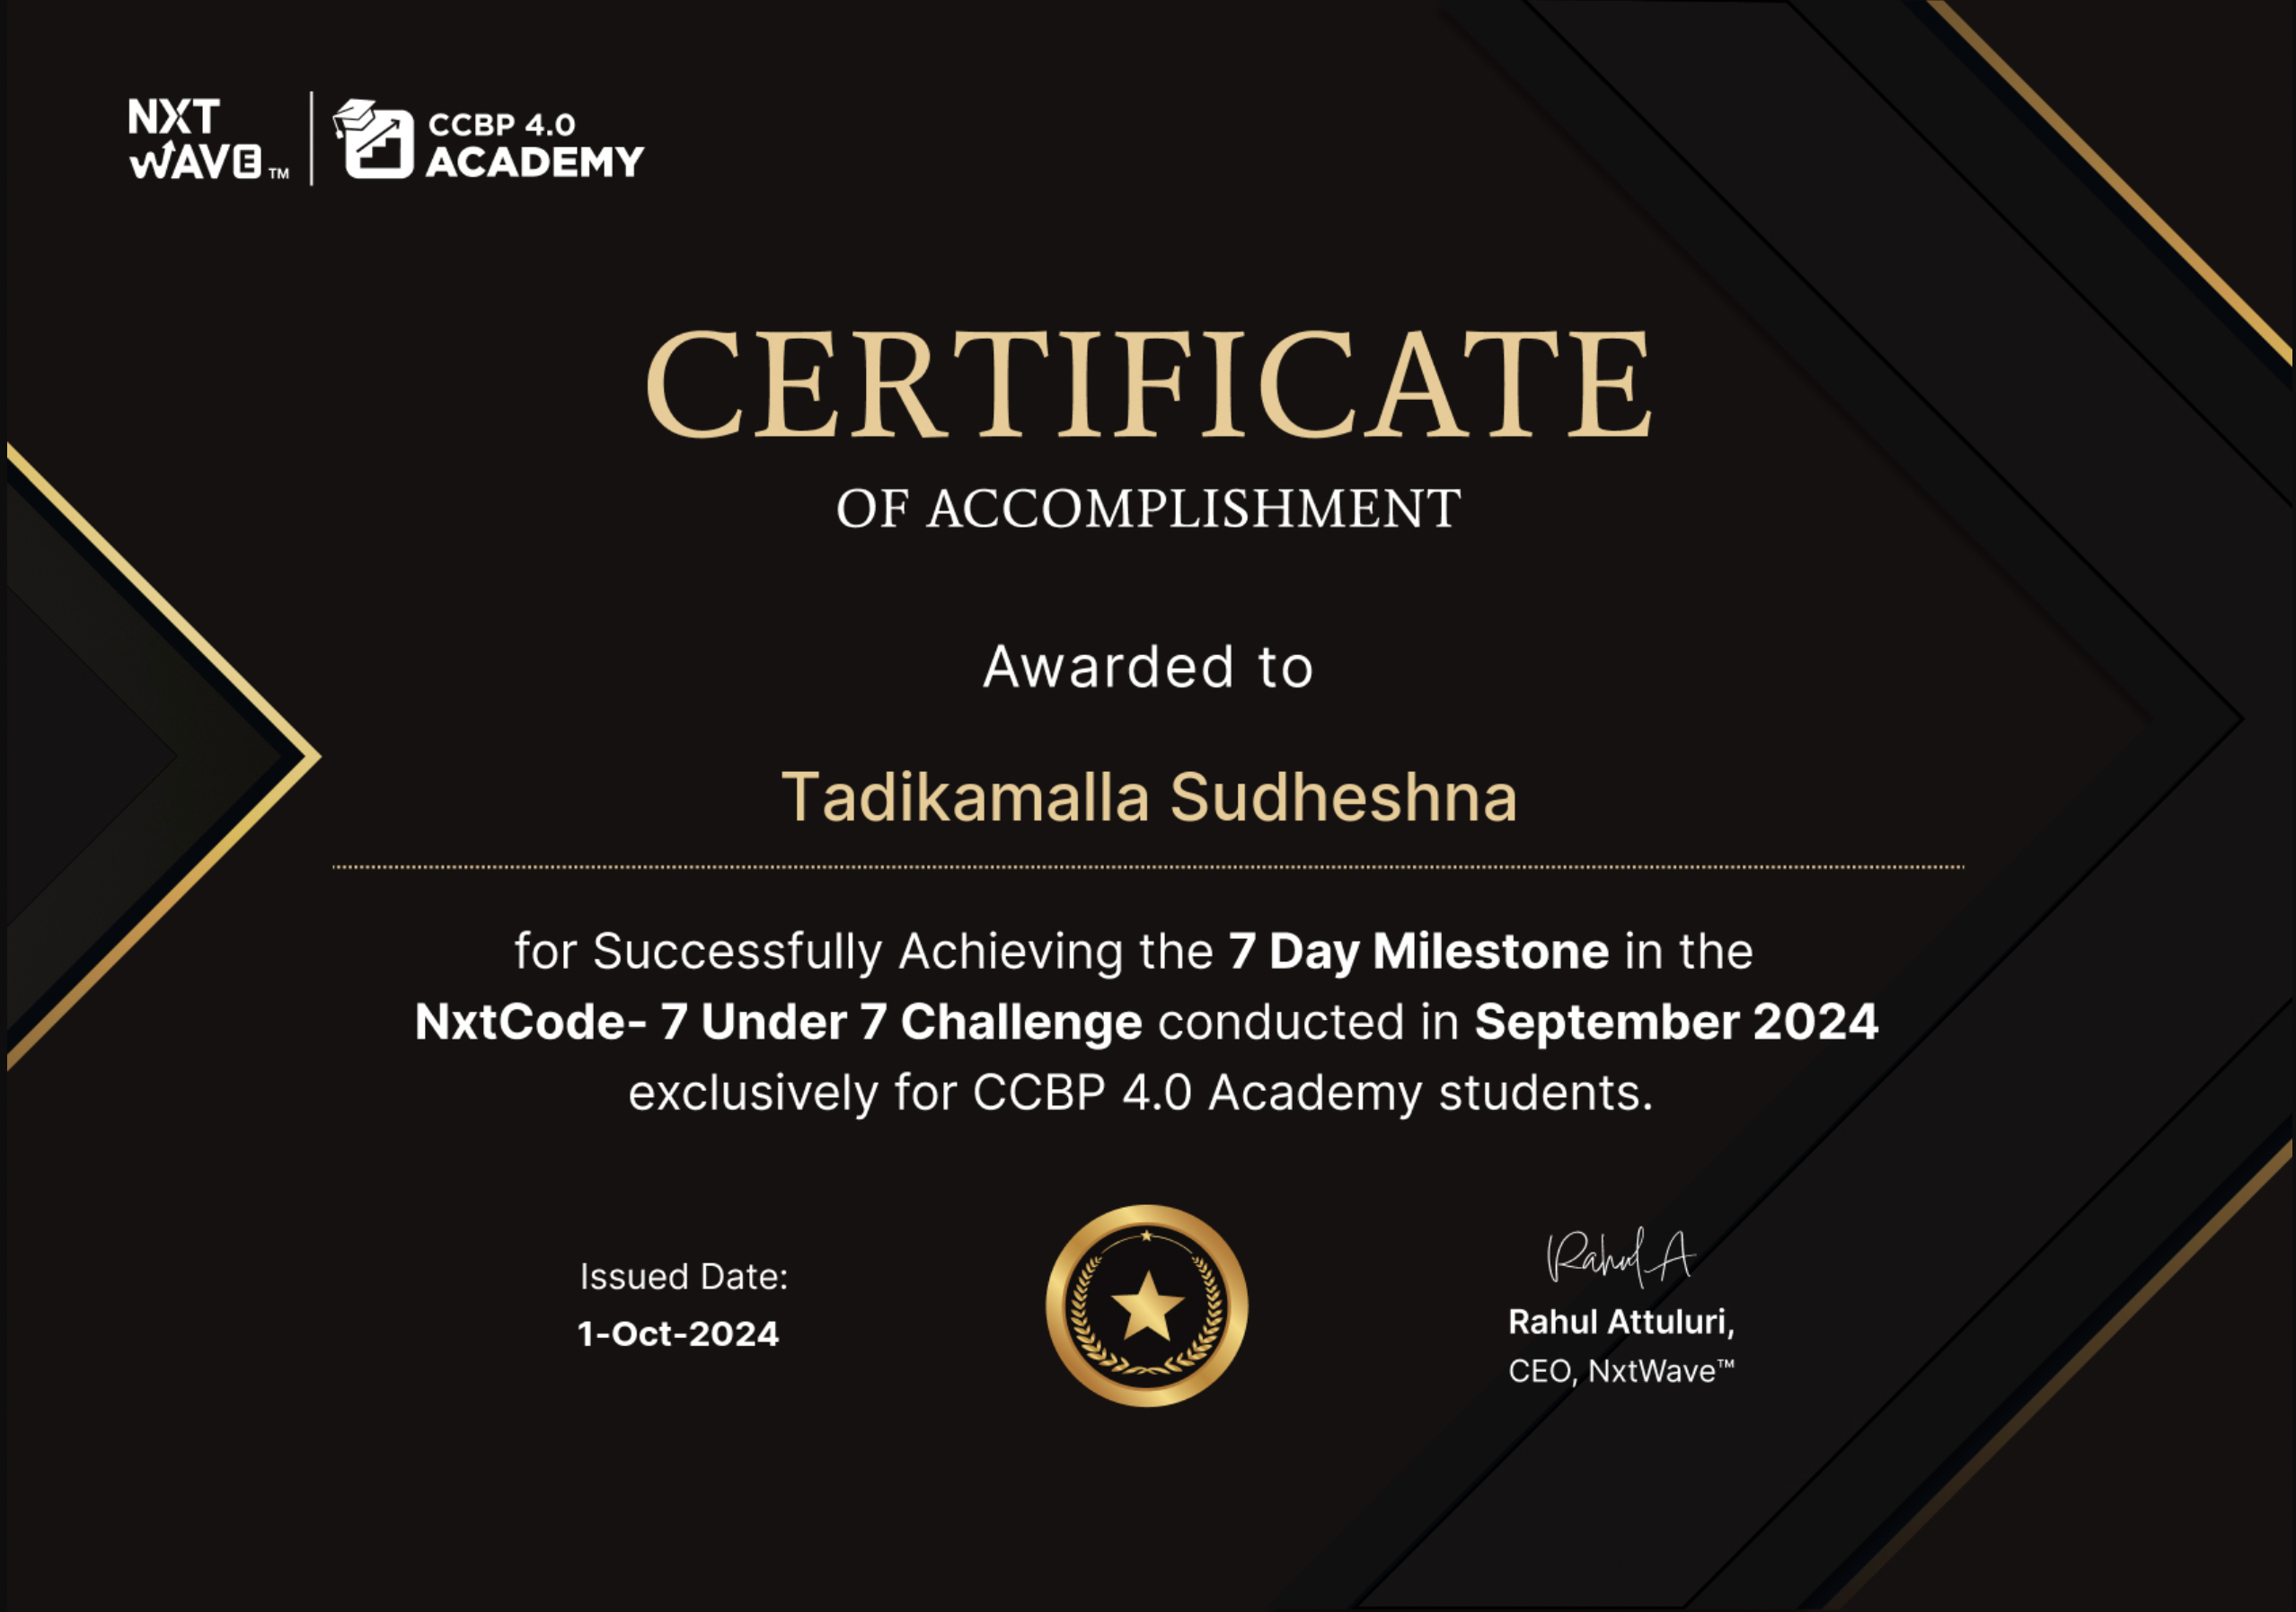 NXT
WAVE™
CCBP 4.0
ACADEMY
CERTIFICATE
OF ACCOMPLISHMENT
Awarded to
Tadikamalla Sudheshna
for Successfully Achieving the 7 Day Milestone in the
NxtCode- 7 Under 7 Challenge conducted in September 2024
exclusively for CCBP 4.0 Academy students.
Issued Date:
1-Oct-2024
Rahul A
Rahul Attuluri,
CEO, NxtWave™